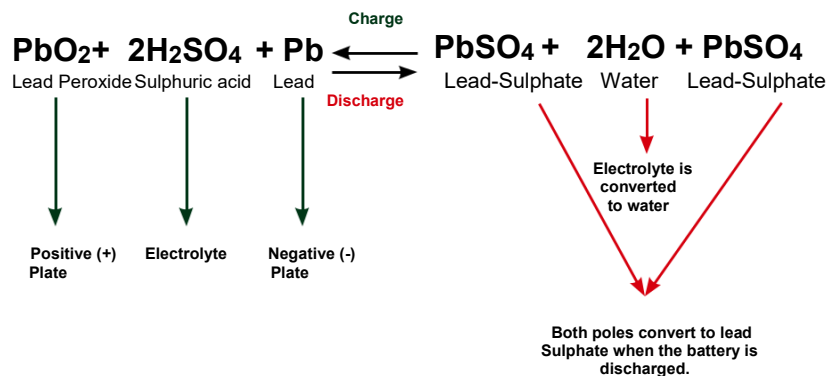 Charge
PbO₂+ 2H₂SO₄ + Pb PbSO₄ + 2H₂O + PbSO₄
Lead Peroxide Sulphuric acid Lead Lead-Sulphate Water Lead-Sulphate
Discharge
Electrolyte is
converted
to water
Positive (+)
Plate
Electrolyte
Negative (-)
Plate
Both poles convert to lead
Sulphate when the battery is
discharged.